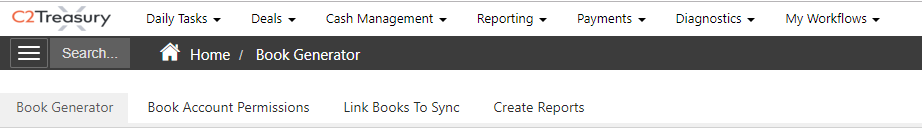 C2Treasury Daily Tasks Deals Cash Management Reporting Payments Diagnostics My Workflows
Search... Home / Book Generator
Book Generator Book Account Permissions Link Books To Sync Create Reports